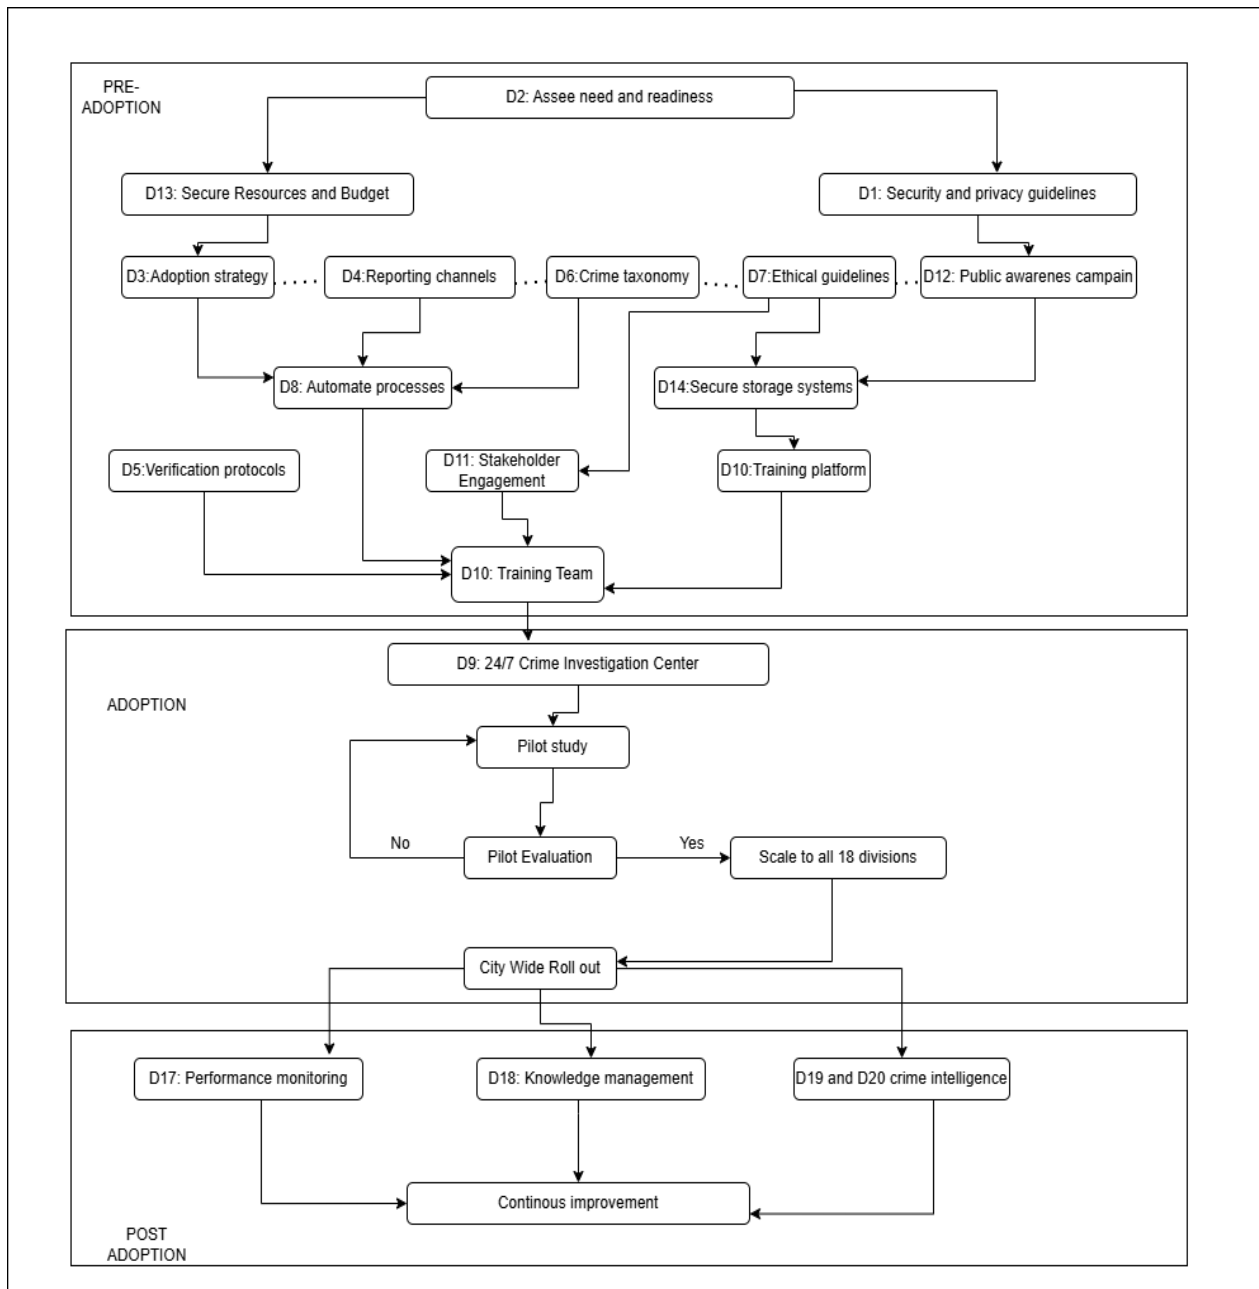 PRE-
ADOPTION
D2: Assee need and readiness
D13: Secure Resources and Budget
D1: Security and privacy guidelines
D3:Adoption strategy
D4:Reporting channels
D6:Crime taxonomy
D7:Ethical guidelines
D12: Public awarenes campain
D8: Automate processes
D14:Secure storage systems
D5:Verification protocols
D11: Stakeholder
Engagement
D10:Training platform
D10: Training Team
D9: 24/7 Crime Investigation Center
ADOPTION
Pilot study
No
Pilot Evaluation
Yes
Scale to all 18 divisions
City Wide Roll out
D17: Performance monitoring
D18: Knowledge management
D19 and D20 crime intelligence
Continous improvement
POST
ADOPTION